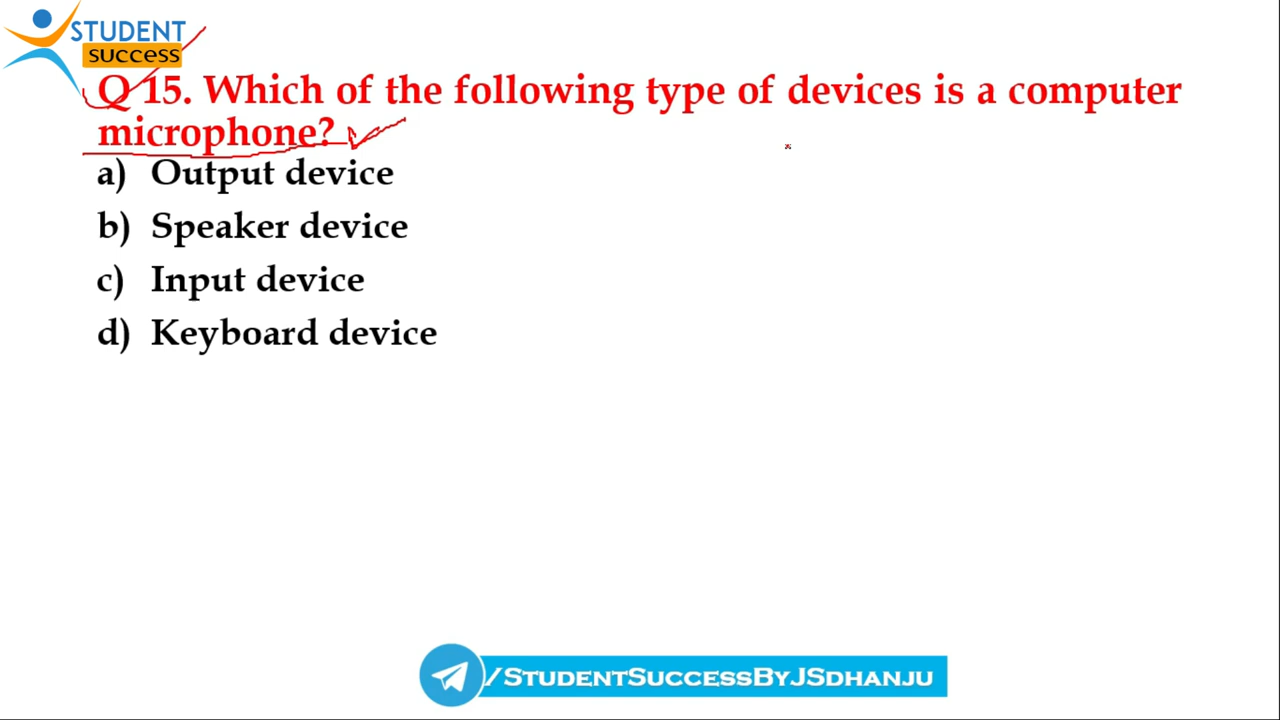 STUDENT
success
Q 15. Which of the following type of devices is a computer
microphone?
a) Output device
b) Speaker device
c) Input device
d) Keyboard device
/StudentSuccessByJSdhanju